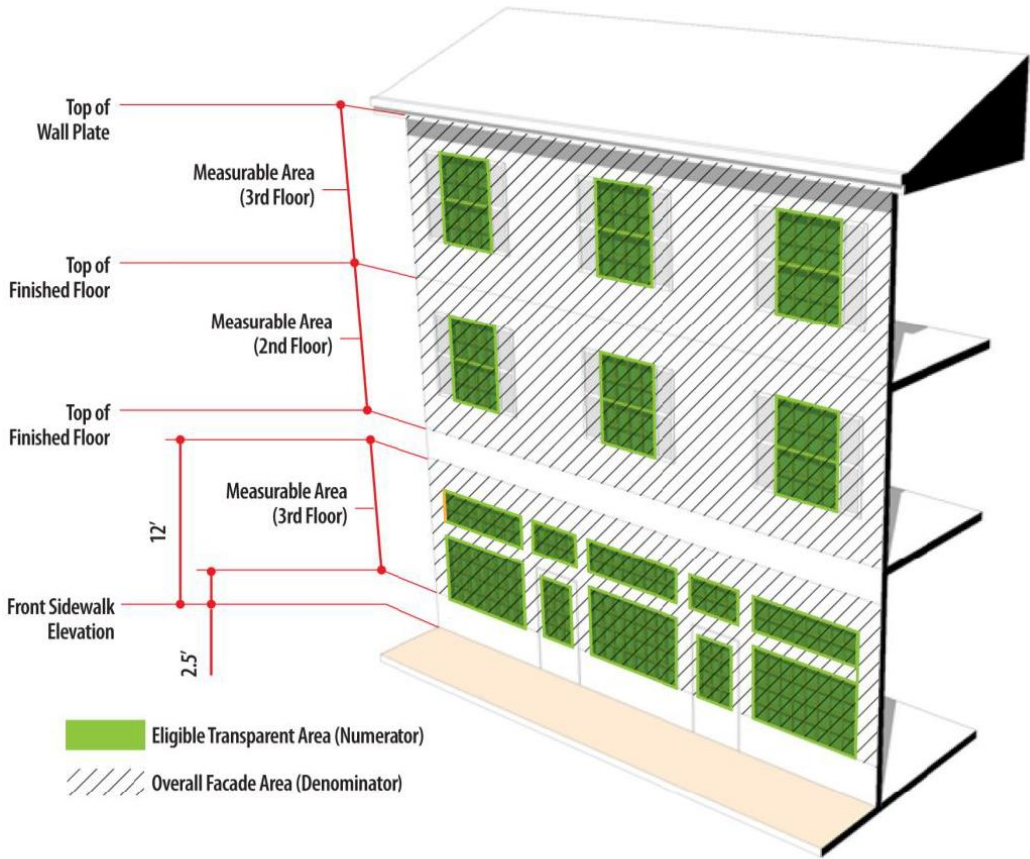 Top of
Wall Plate
Measurable Area
(3rd Floor)
Top of
Finished Floor
Measurable Area
(2nd Floor)
Top of
Finished Floor
Measurable Area
(3rd Floor)
12'
Front Sidewalk
Elevation
2.5'
Eligible Transparent Area (Numerator)
Overall Facade Area (Denominator)